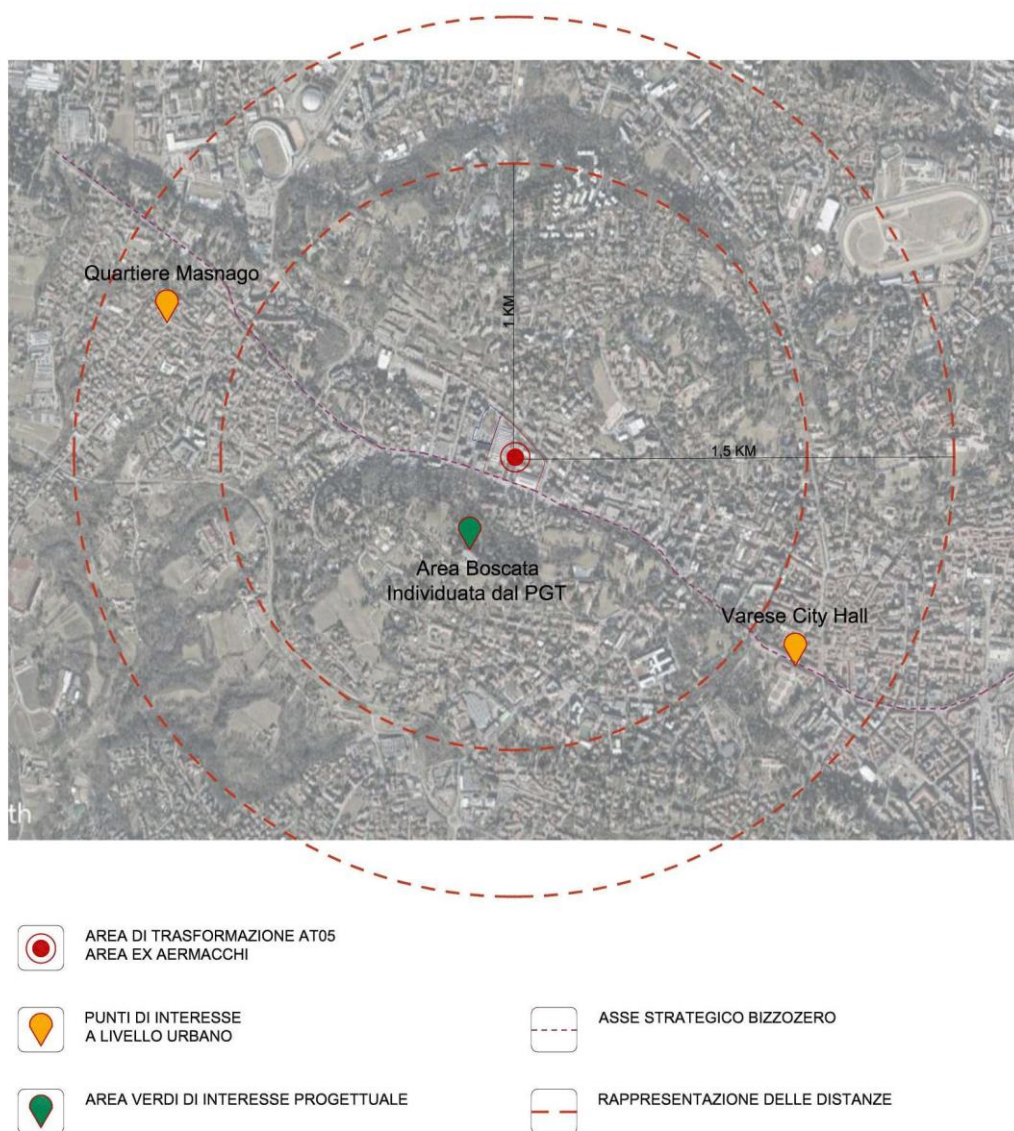 Quartiere Masnago
1 KM
1,5 KM
Area Boscata
Individuata dal PGT
Varese City Hall
th
AREA DI TRASFORMAZIONE AT05
AREA EX AERMACCHI
PUNTI DI INTERESSE
A LIVELLO URBANO
ASSE STRATEGICO BIZZOZERO
AREA VERDI DI INTERESSE PROGETTUALE
RAPPRESENTAZIONE DELLE DISTANZE